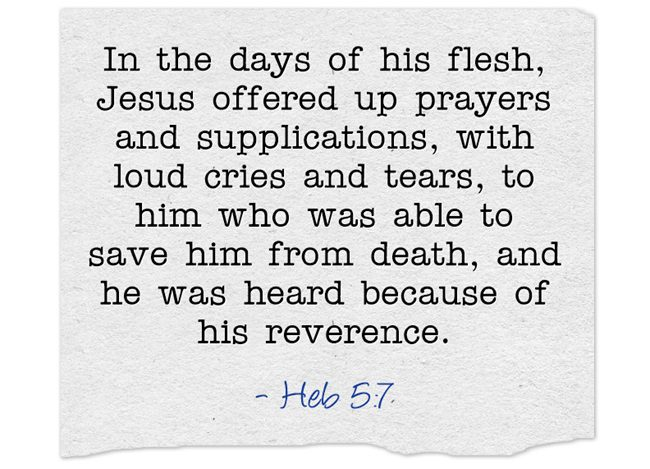 In the days of his flesh,
Jesus offered up prayers
and supplications, with
loud cries and tears, to
him who was able to
save him from death, and
he was heard because of
his reverence.
- Heb 5:7.